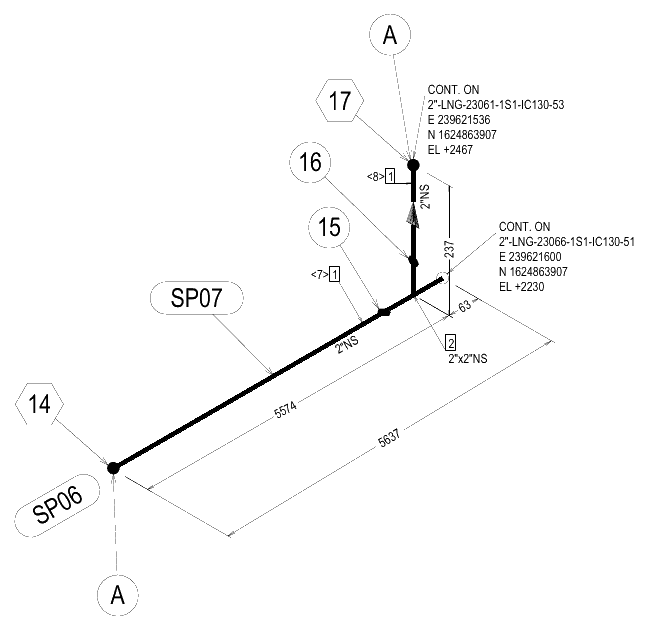 A
17
CONT. ON
2"-LNG-23061-1S1-IC130-53
E 239621536
N 1624863907
EL +2467
16
<8> 1
2"NS
15
CONT. ON
2"-LNG-23066-1S1-IC130-51
E 239621600
N 1624863907
EL +2230
237
<7> 1
SP07
63
2"NS
2
2"x2"NS
14
5574
5637
SP06
A